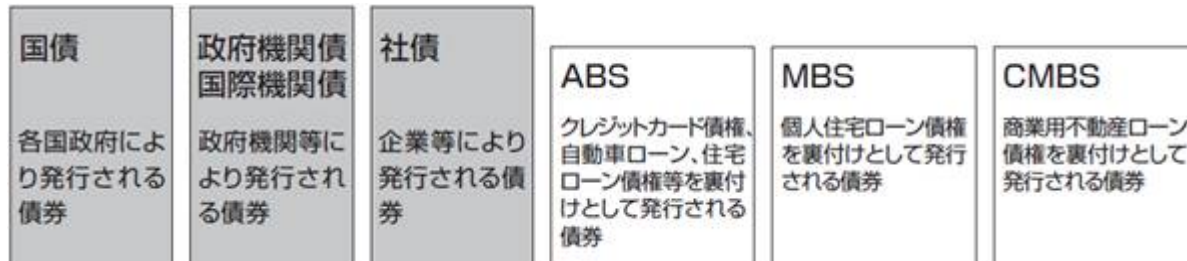 国債
各国政府によ
り発行される
債券
政府機関債
国際機関債
政府機関等に
より発行され
る債券
社債
企業等により
発行される債
券
ABS
クレジットカード債権、
自動車ローン、住宅
ローン債権等を裏付
けとして発行される
債券
MBS
個人住宅ローン債権
を裏付けとして発行
される債券
CMBS
商業用不動産ローン
債権を裏付けとして
発行される債券